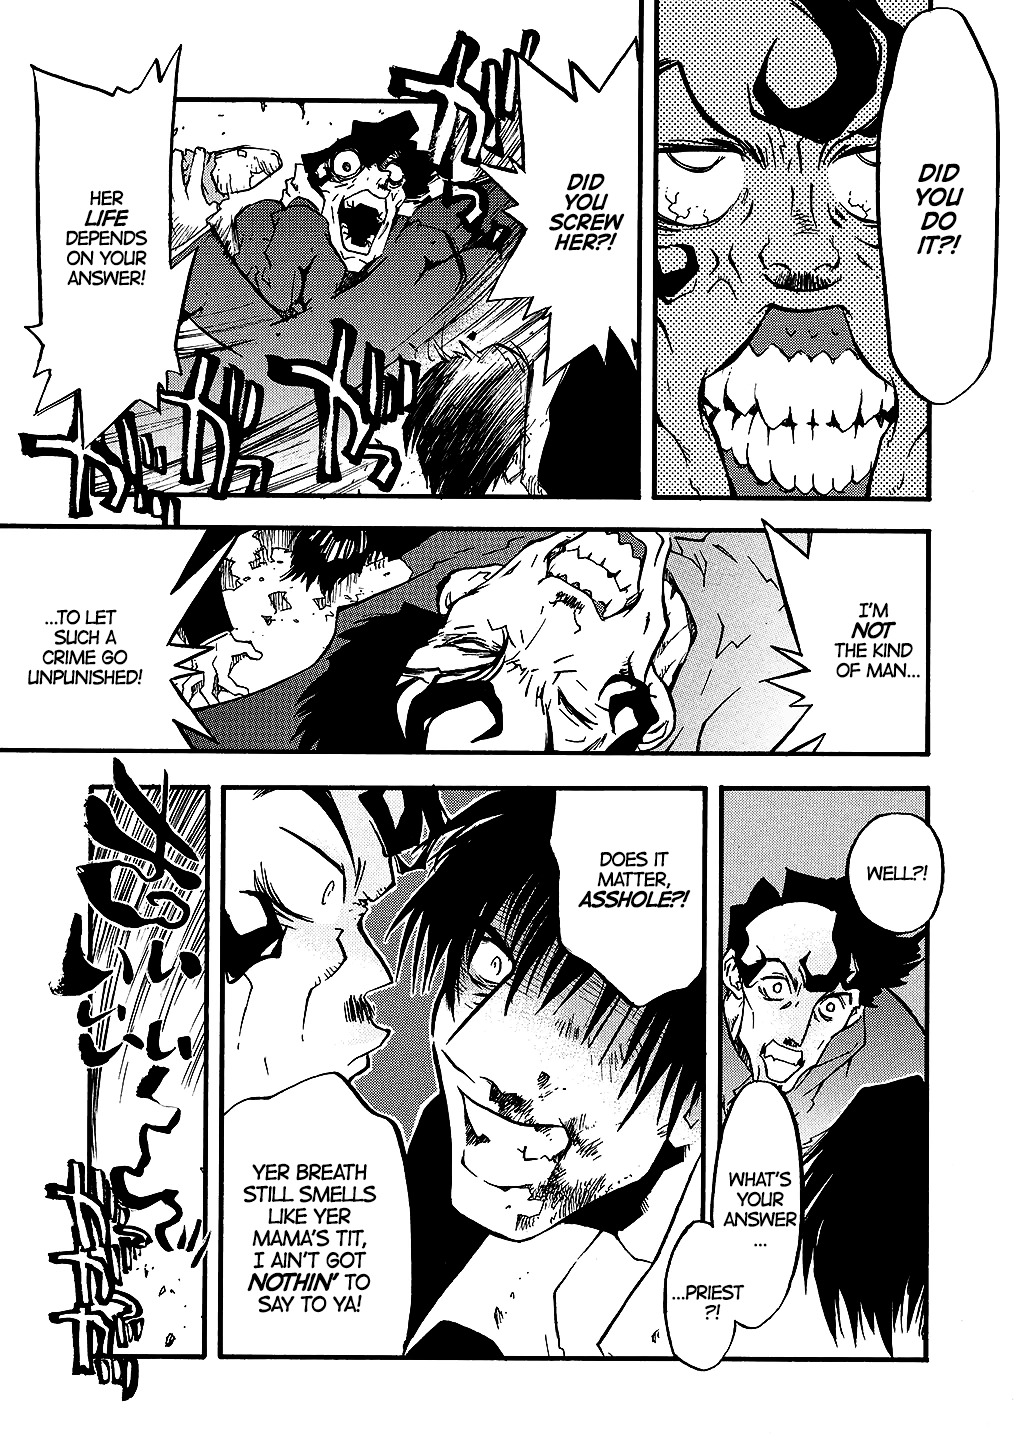 DID
YOU
DO
IT?!
DID
YOU
SCREW
HER?!
HER
LIFE
DEPENDS
ON YOUR
ANSWER!
I'M
NOT
THE KIND
OF MAN...
...TO LET
SUCH A
CRIME GO
UNPUNISHED!
WELL?!
WHAT'S
YOUR
ANSWER
...
...PRIEST
?!
DOES IT
MATTER,
ASSHOLE?!
YER BREATH
STILL SMELLS
LIKE YER
MAMA'S TIT,
I AIN'T GOT
NOTHIN' TO
SAY TO YA!